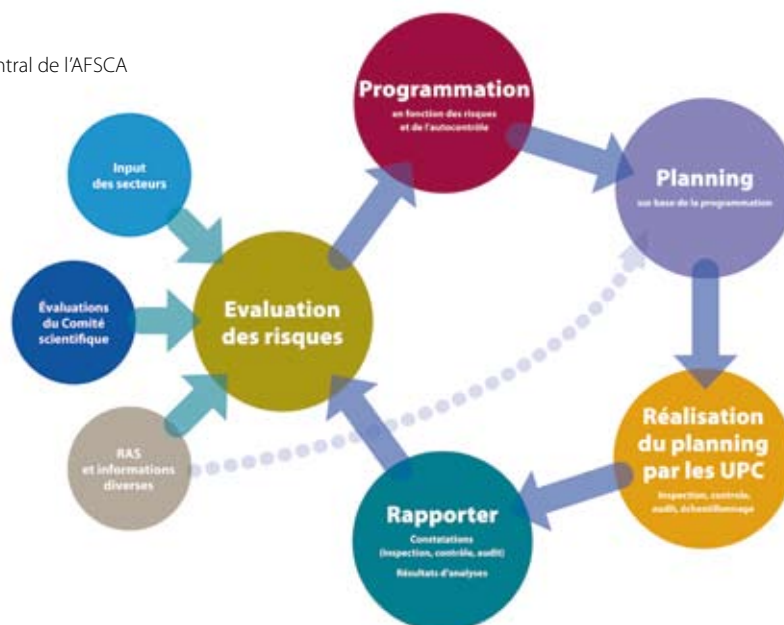 ntral de l'AFSCA
Programmation
en fonction des risques
et de l'autocontrôle
Input
des secteurs
Planning
sur base de la programmation
Évaluations
du Comité
scientifique
Evaluation
des risques
RAS
et informations
diverses
Réalisation
du planning
par les UPC
Inspection, controle,
audit, échantillonnage
Rapporter
Constatations
(Inspection, contrôle, audit)
Résultats d'analyses